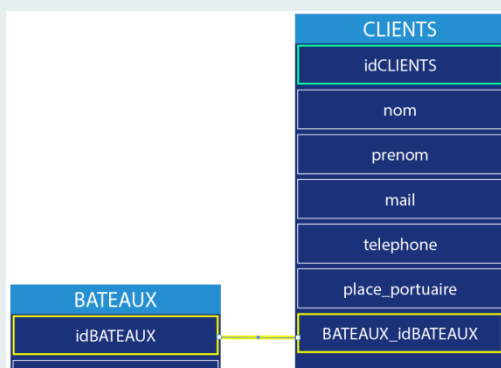 CLIENTS
idCLIENTS
nom
prenom
mail
telephone
place_portuaire
BATEAUX_idBATEAUX
BATEAUX
idBATEAUX